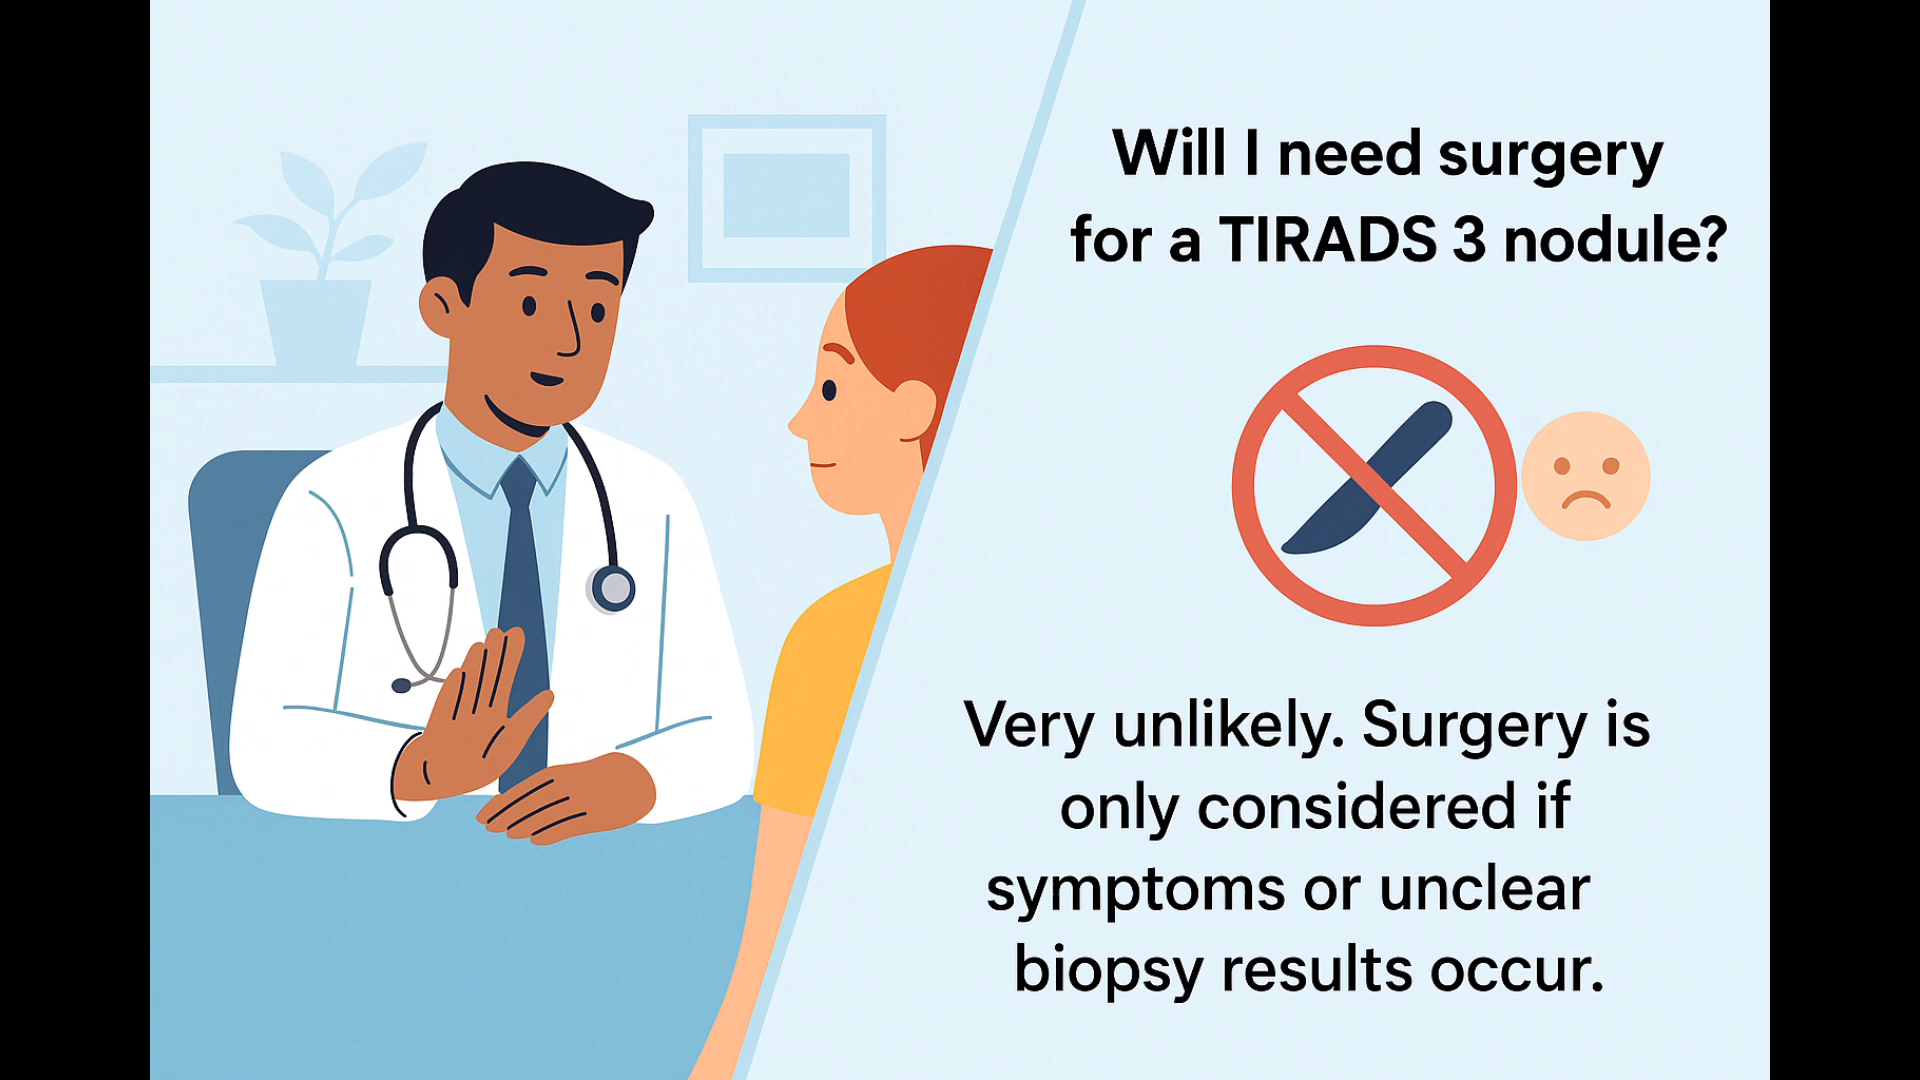 Will I need surgery
for a TIRADS 3 nodule?
Very unlikely. Surgery is
only considered if
symptoms or unclear
biopsy results occur.